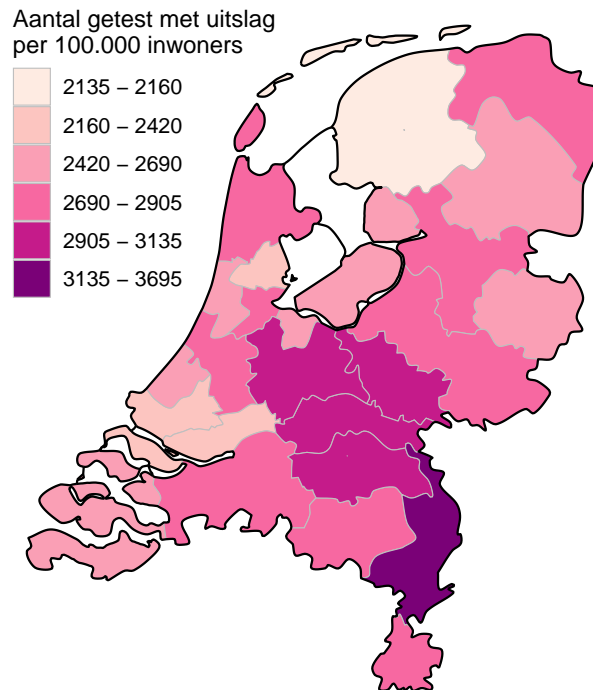 Aantal getest met uitslag
per 100.000 inwoners
2135 – 2160
2160 – 2420
2420 – 2690
2690 – 2905
2905 – 3135
3135 – 3695